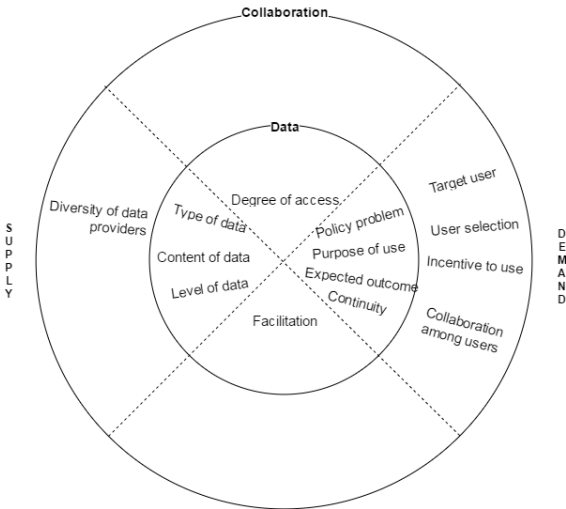 Collaboration
Data
SUPPLY
Diversity of data
providers
Type of data
Content of data
Level of data
Degree of access
Facilitation
Policy problem
Purpose of use
Expected outcome
Continuity
Target user
User selection
Incentive to use
Collaboration
among users
DEMAND